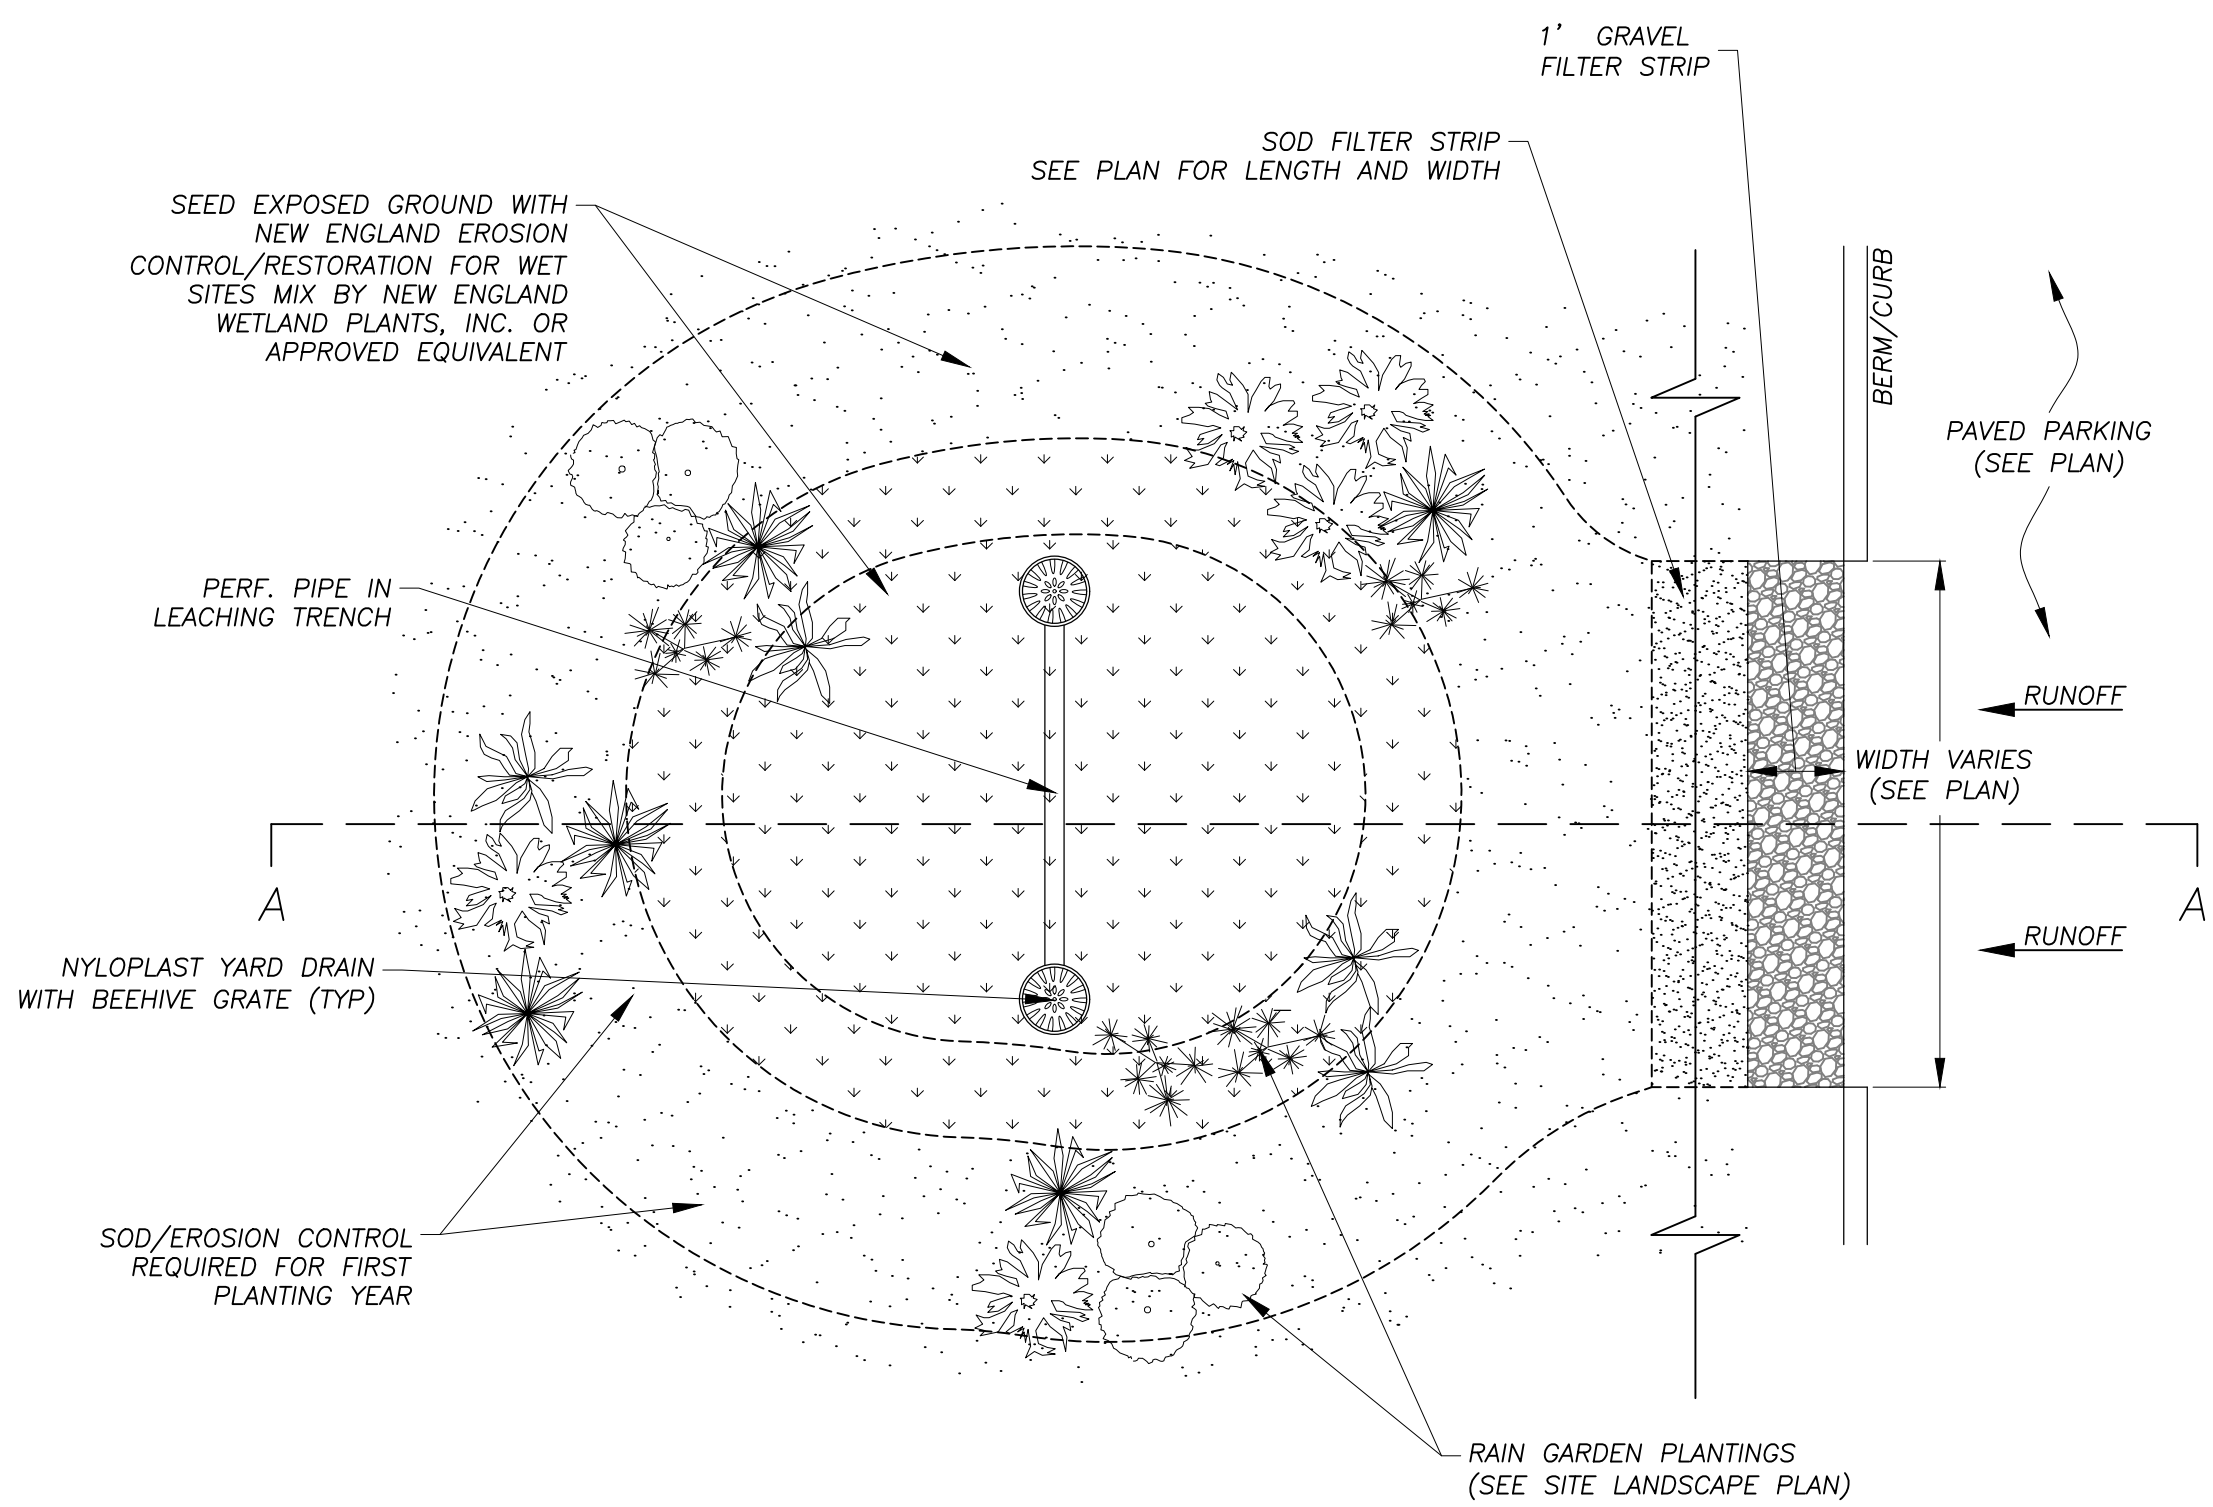 1' GRAVEL
FILTER STRIP
SOD FILTER STRIP
SEE PLAN FOR LENGTH AND WIDTH
SEED EXPOSED GROUND WITH
NEW ENGLAND EROSION
CONTROL/RESTORATION FOR WET
SITES MIX BY NEW ENGLAND
WETLAND PLANTS, INC. OR
APPROVED EQUIVALENT
BERM/CURB
PAVED PARKING
(SEE PLAN)
PERF. PIPE IN
LEACHING TRENCH
RUNOFF
WIDTH VARIES
(SEE PLAN)
A
A
RUNOFF
NYLOPLAST YARD DRAIN
WITH BEEHIVE GRATE (TYP)
SOD/EROSION CONTROL
REQUIRED FOR FIRST
PLANTING YEAR
RAIN GARDEN PLANTINGS
(SEE SITE LANDSCAPE PLAN)